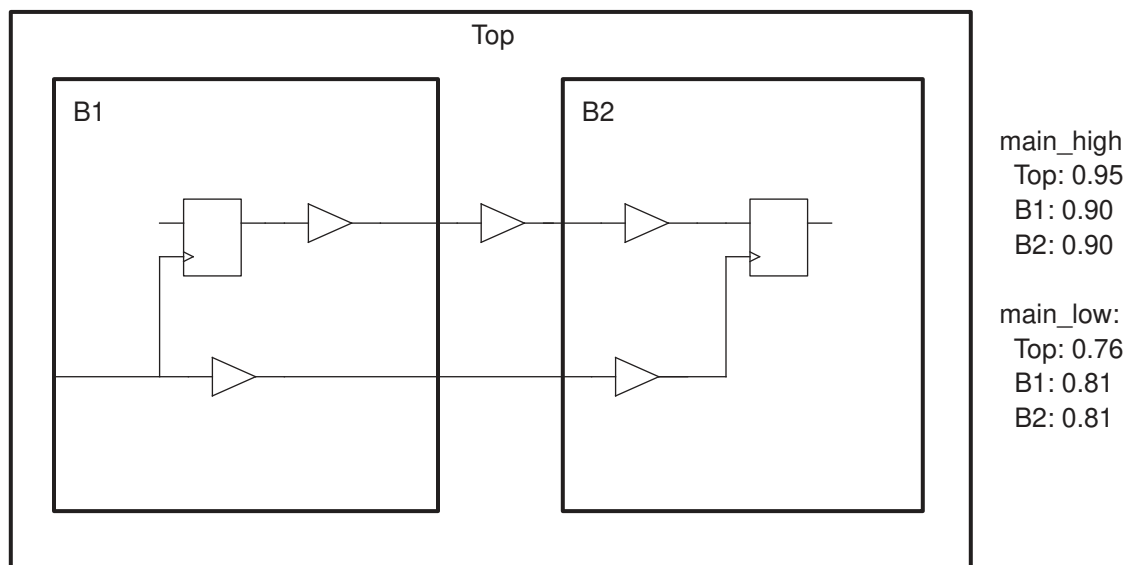 Top
B1
B2
main_high
Top: 0.95
B1: 0.90
B2: 0.90
main_low:
Top: 0.76
B1: 0.81
B2: 0.81